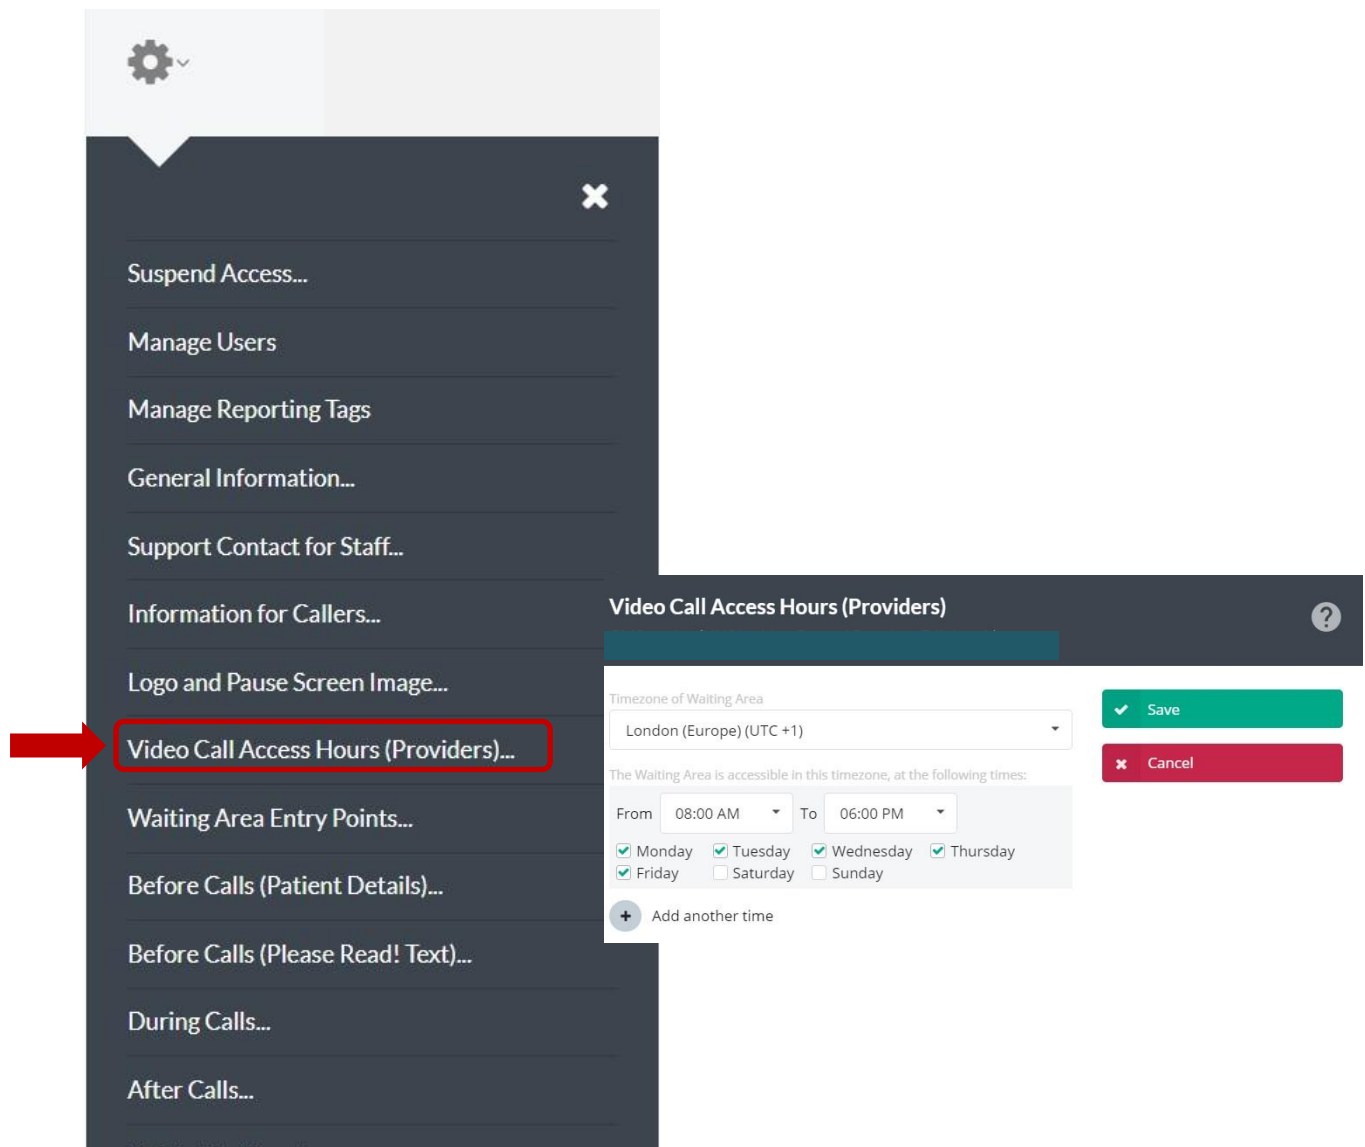 Suspend Access...
Manage Users
Manage Reporting Tags
General Information...
Support Contact for Staff...
Information for Callers...
Logo and Pause Screen Image...
Video Call Access Hours (Providers)...
Waiting Area Entry Points...
Before Calls (Patient Details)...
Before Calls (Please Read! Text)...
During Calls...
After Calls...
Video Call Access Hours (Providers)
Timezone of Waiting Area
London (Europe) (UTC +1)
The Waiting Area is accessible in this timezone, at the following times:
From 08:00 AM To 06:00 PM
Monday Tuesday Wednesday Thursday
Friday Saturday Sunday
+ Add another time
?
Save
Cancel